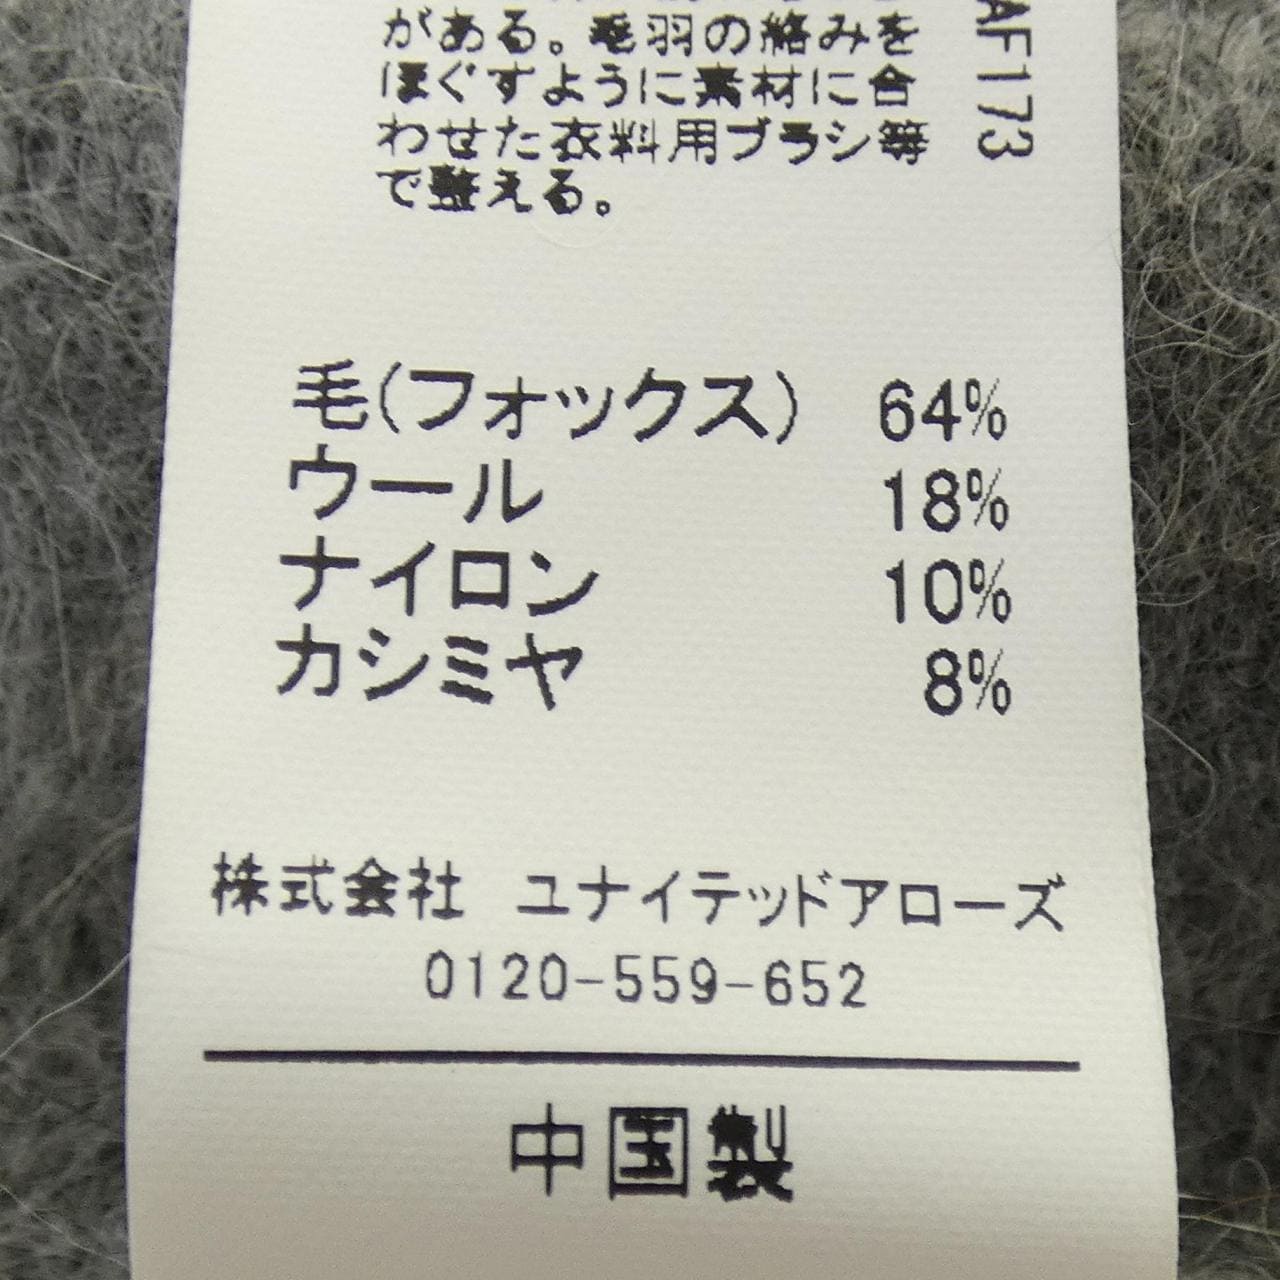 がある。毛羽の絡みを
ほぐすように素材に合
わせた衣料用ブラシ等
で整える。
AF173
毛(フォックス) 64%
ウール 18%
ナイロン 10%
カシミヤ 8%
株式会社 ユナイテッドアローズ
0120-559-652
中国製